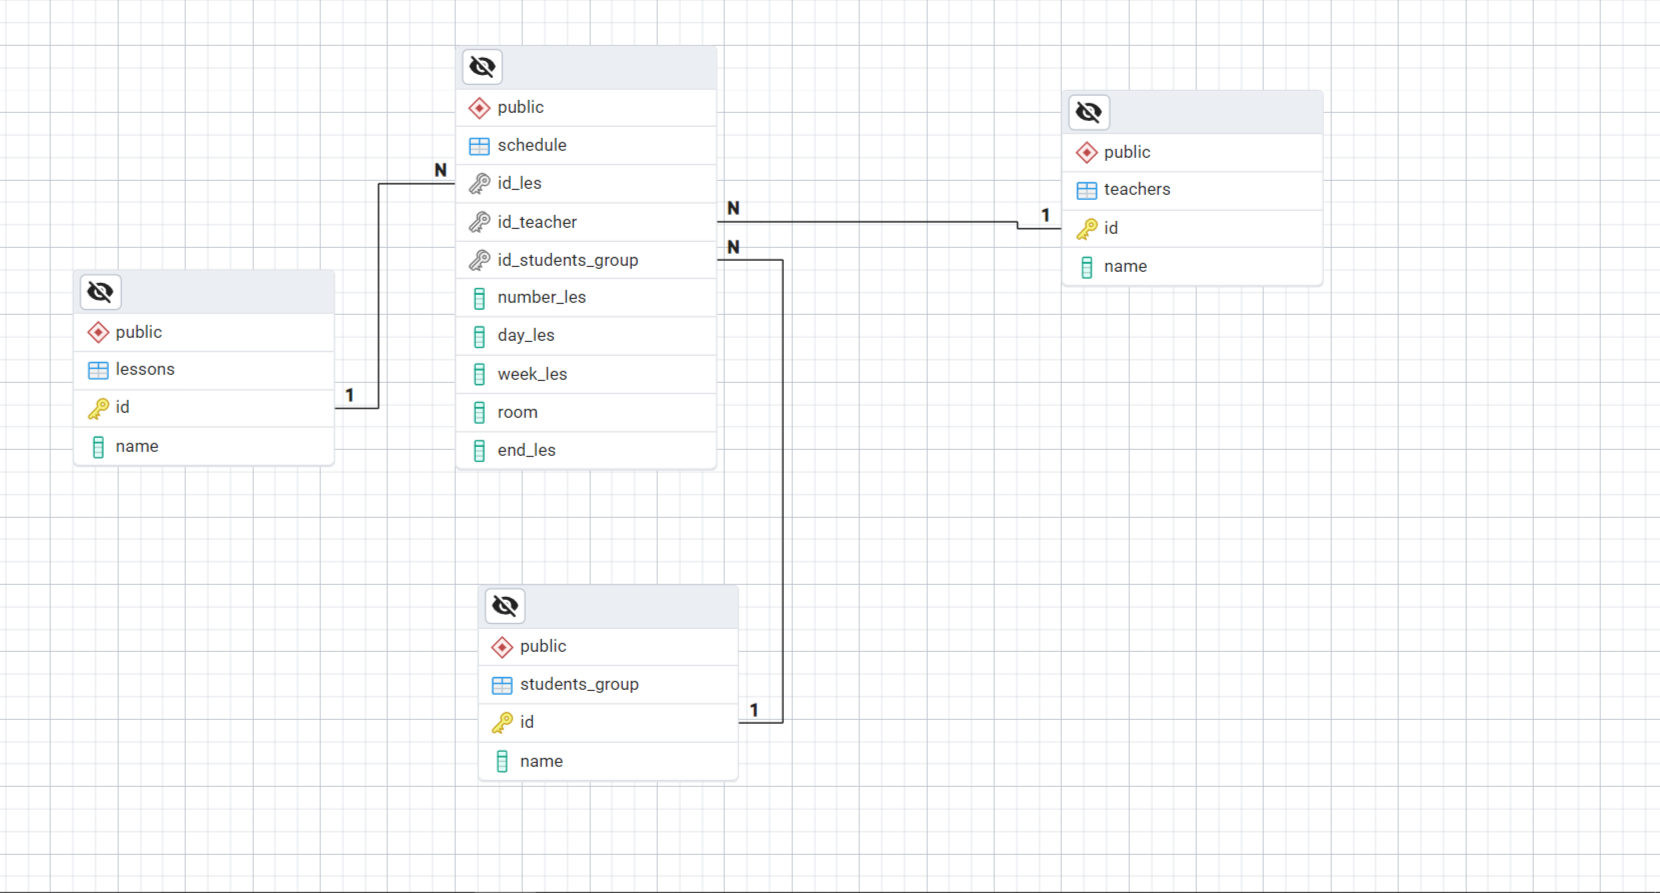 public
schedule
N
id_les
id_teacher
N
id_students_group
N
number_les
day_les
week_les
room
end_les
public
teachers
1
id
name
public
lessons
id
1
name
public
students_group
id
1
name